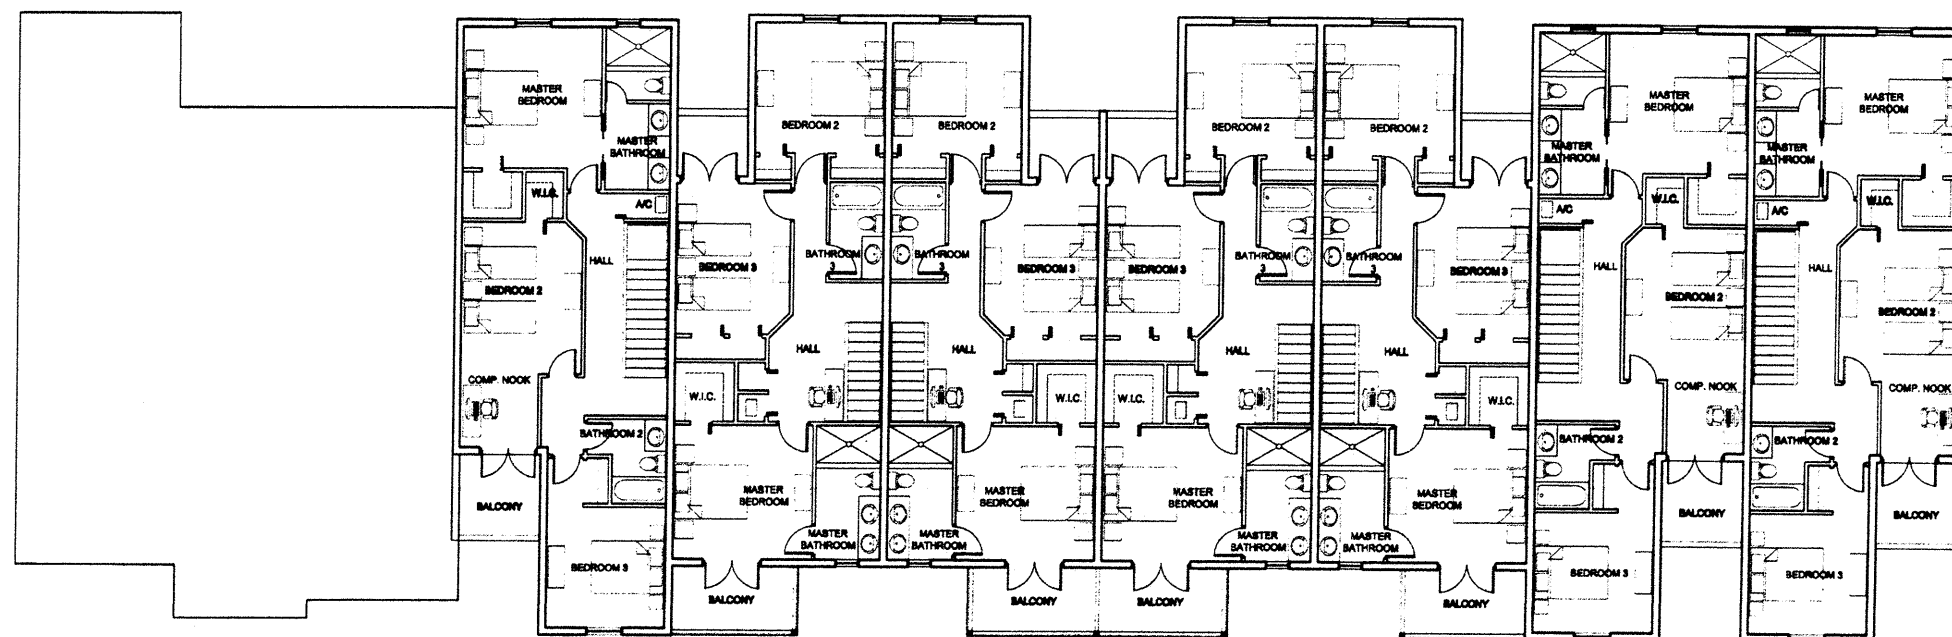 MASTER
BEDROOM
MASTER
BATHROOM
W.I.C.
A/C
HALL
BEDROOM 2
COMP. NOOK
BATHROOM 2
BALCONY
BEDROOM 3
BEDROOM 2
BEDROOM 3
BATHROOM
3
HALL
W.I.C.
MASTER
BEDROOM
MASTER
BATHROOM
BALCONY
BEDROOM 2
BATHROOM
3
BEDROOM 3
HALL
W.I.C.
MASTER
BEDROOM
MASTER
BATHROOM
BALCONY
BEDROOM 2
BEDROOM 3
BATHROOM
3
HALL
W.I.C.
MASTER
BEDROOM
MASTER
BATHROOM
BALCONY
BEDROOM 2
BATHROOM
3
BEDROOM 3
HALL
W.I.C.
MASTER
BEDROOM
MASTER
BATHROOM
BALCONY
MASTER
BEDROOM
MASTER
BATHROOM
W.I.C.
A/C
HALL
BEDROOM 2
COMP. NOOK
BATHROOM 2
BALCONY
BEDROOM 3
MASTER
BEDROOM
MASTER
BATHROOM
W.I.C.
A/C
HALL
BEDROOM 2
COMP. NOOK
BATHROOM 2
BALCONY
BEDROOM 3